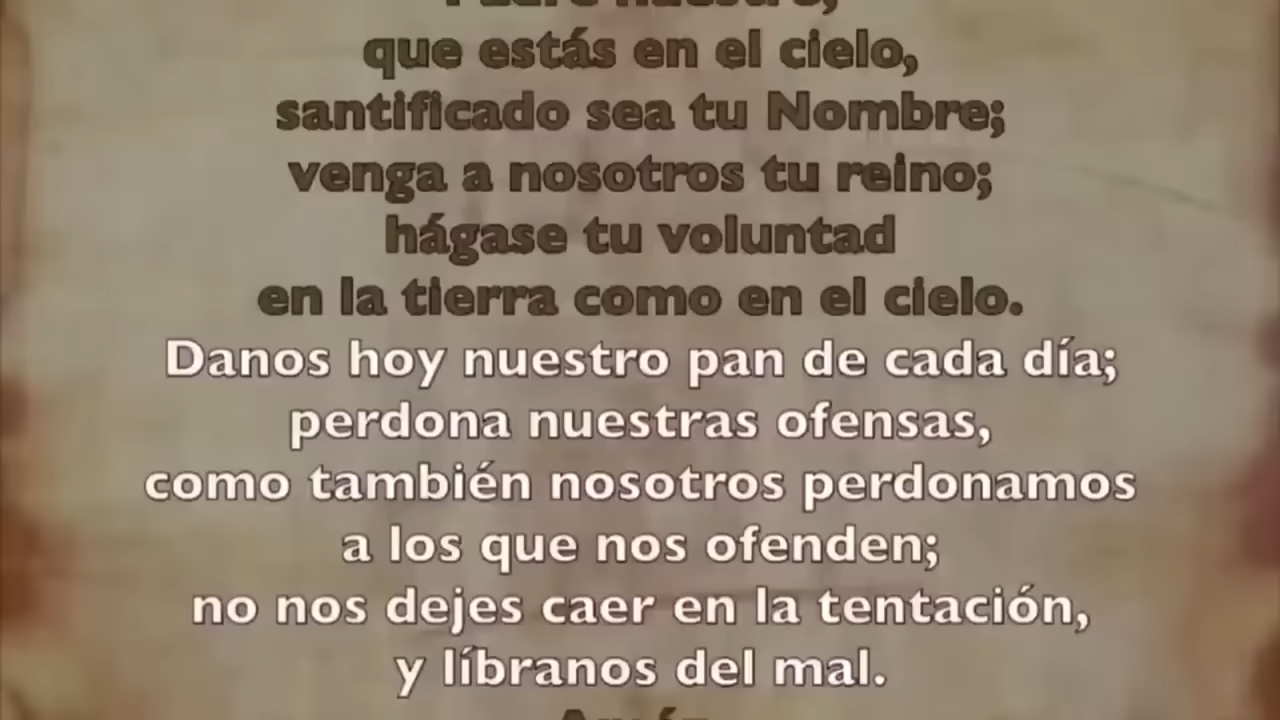 Padre nuestro,
que estás en el cielo,
santificado sea tu Nombre;
venga a nosotros tu reino;
hágase tu voluntad
en la tierra como en el cielo.
Danos hoy nuestro pan de cada día;
perdona nuestras ofensas,
como también nosotros perdonamos
a los que nos ofenden;
no nos dejes caer en la tentación,
y líbranos del mal.